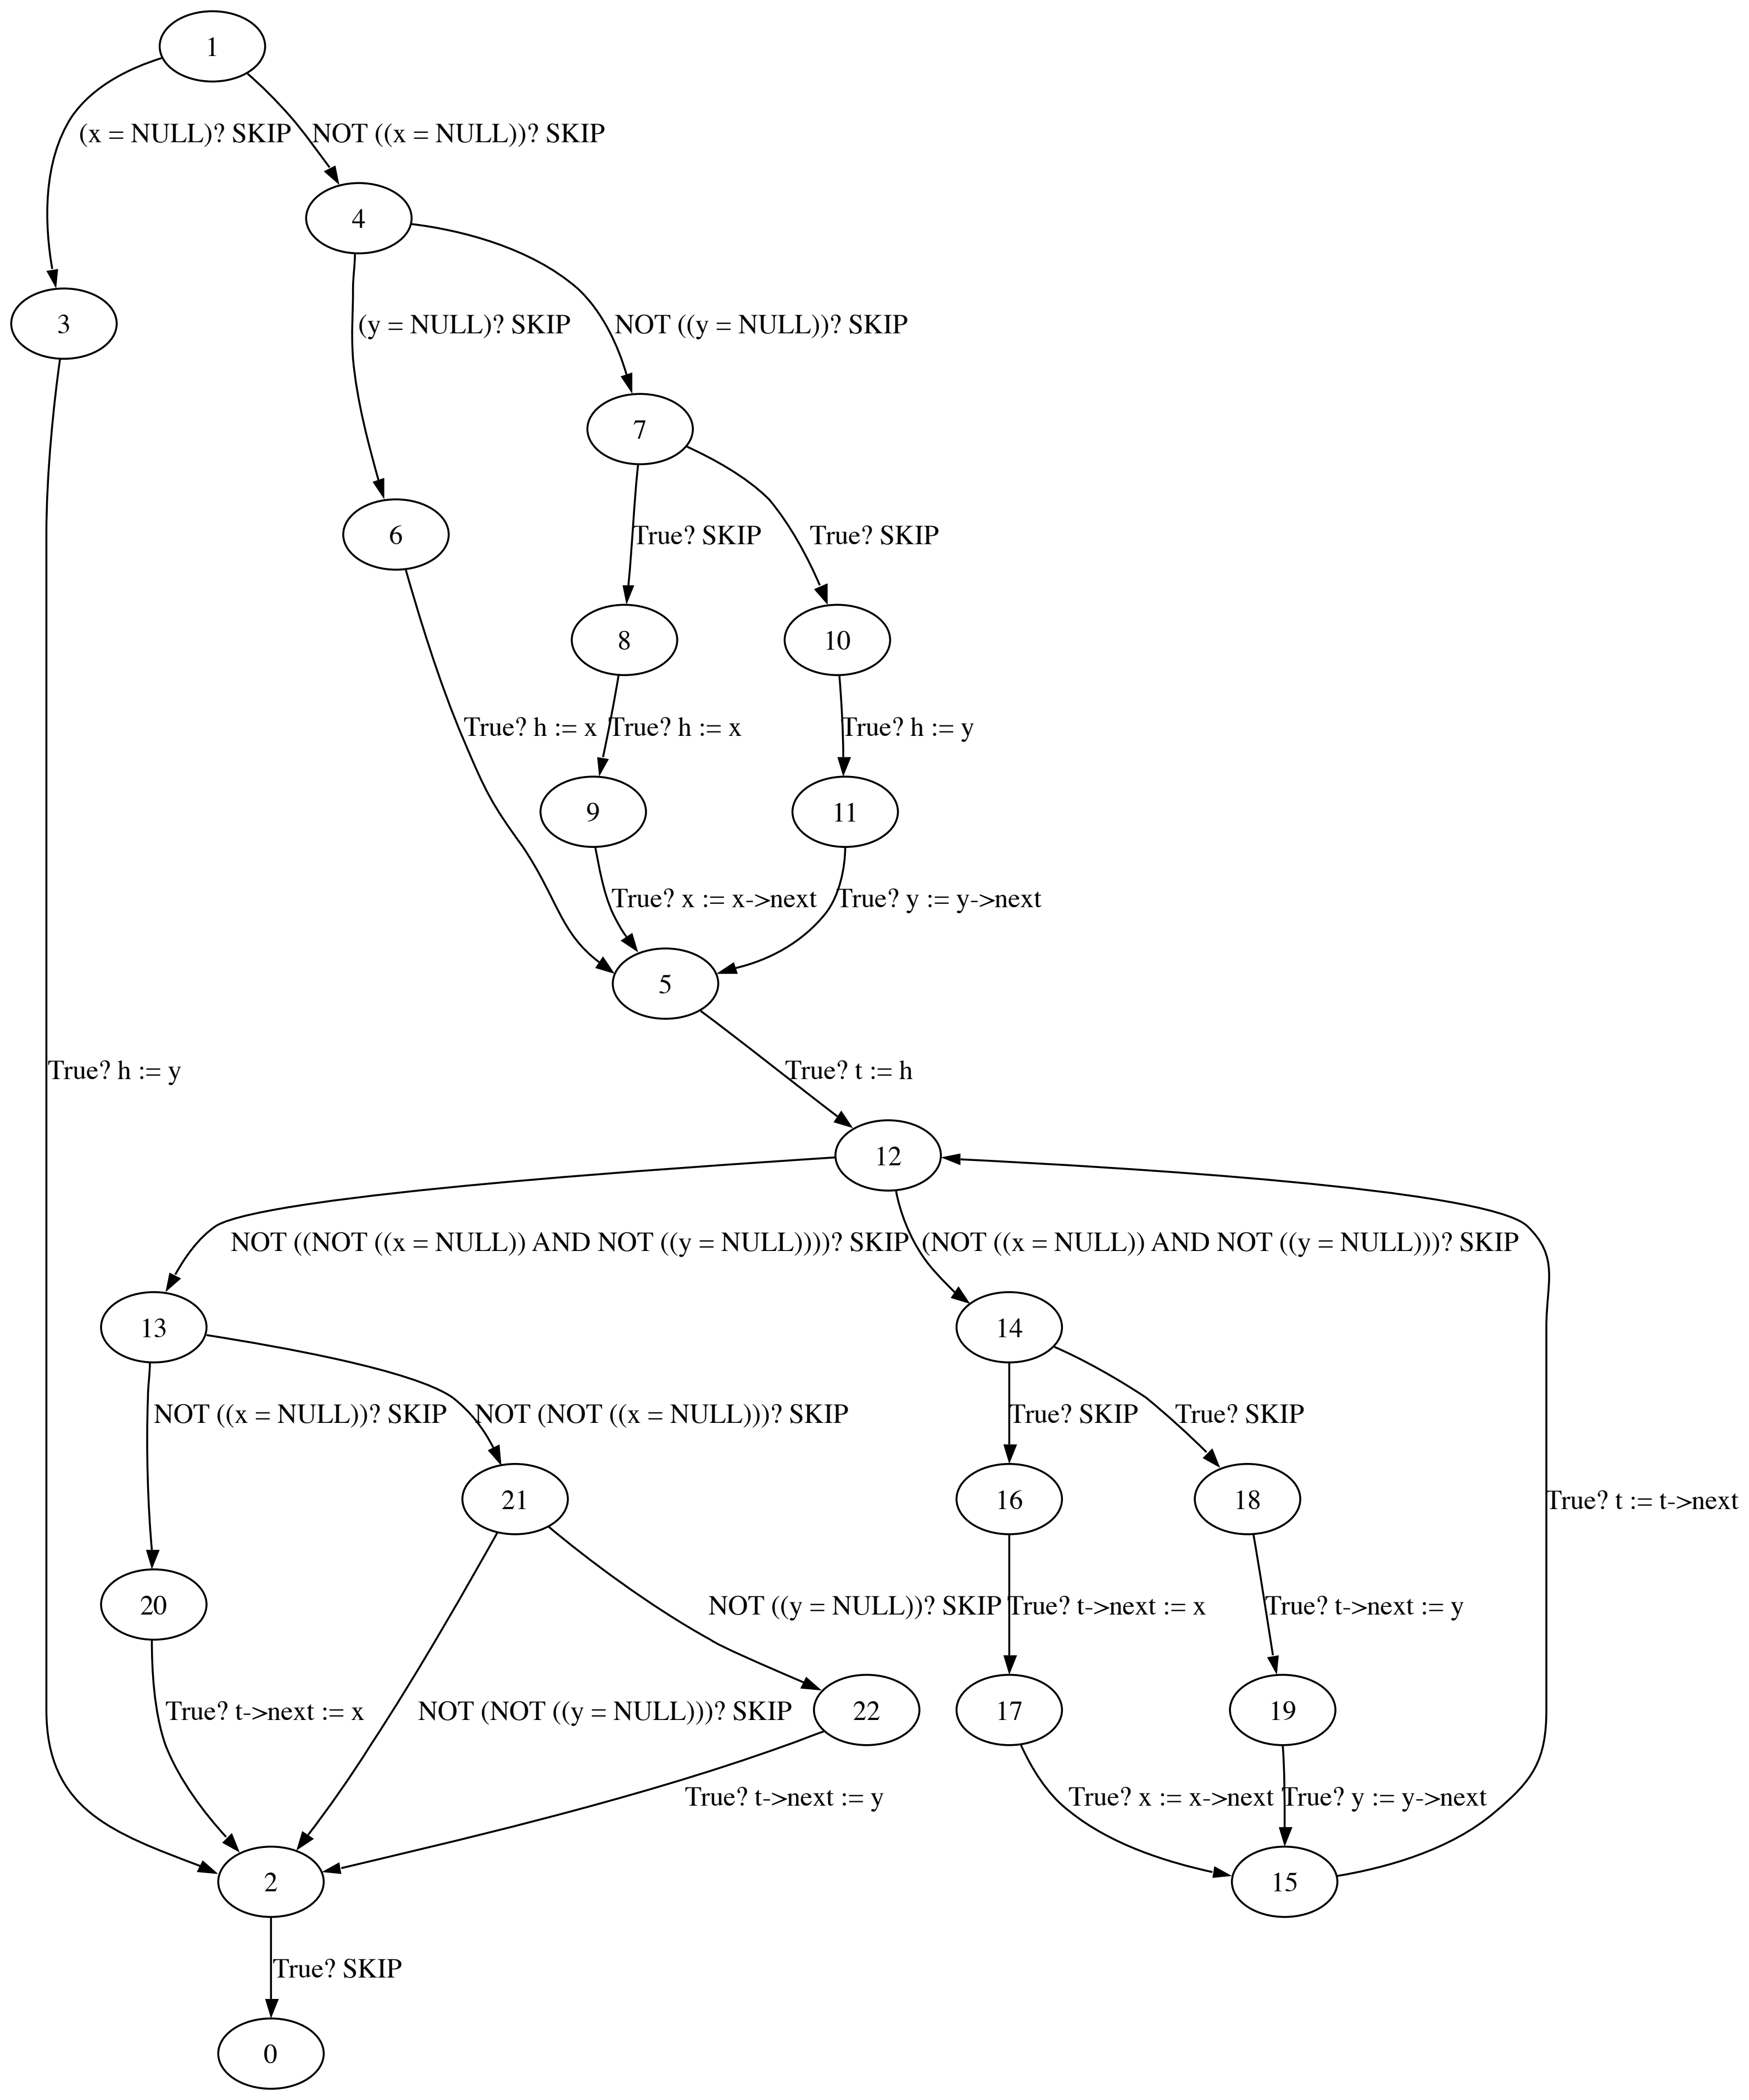 1
(x = NULL)? SKIP
NOT ((x = NULL))? SKIP
4
3
(y = NULL)? SKIP
NOT ((y = NULL))? SKIP
7
6
True? SKIP
True? SKIP
8
10
True? h := x
True? h := x
True? h := y
9
11
True? x := x->next
True? y := y->next
5
True? h := y
True? t := h
12
NOT ((NOT ((x = NULL)) AND NOT ((y = NULL))))? SKIP
(NOT ((x = NULL)) AND NOT ((y = NULL)))? SKIP
13
14
NOT ((x = NULL))? SKIP
NOT (NOT ((x = NULL)))? SKIP
True? SKIP
True? SKIP
21
16
18
True? t := t->next
20
NOT ((y = NULL))? SKIP
True? t->next := x
True? t->next := y
True? t->next := x
NOT (NOT ((y = NULL)))? SKIP
22
17
19
True? t->next := y
True? x := x->next
True? y := y->next
2
15
True? SKIP
0